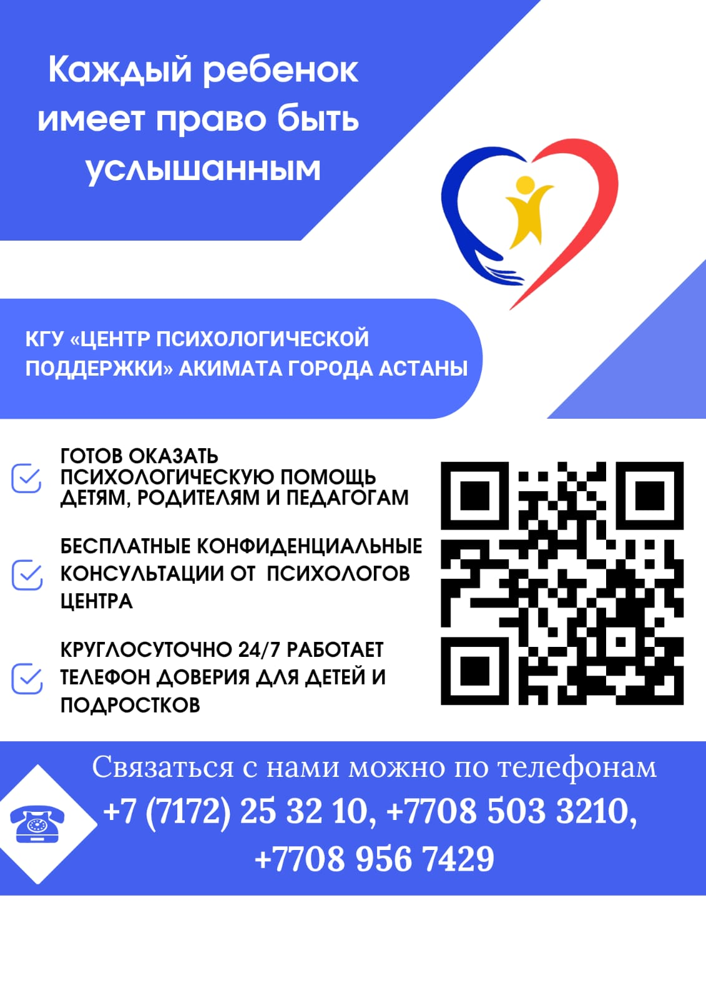 Каждый ребенок
имеет право быть
услышанным
КГУ «ЦЕНТР ПСИХОЛОГИЧЕСКОЙ
ПОДДЕРЖКИ» АКИМАТА ГОРОДА АСТАНЫ
ГОТОВ ОКАЗАТЬ
ПСИХОЛОГИЧЕСКУЮ ПОМОЩЬ
ДЕТЯМ, РОДИТЕЛЯМ И ПЕДАГОГАМ
БЕСПЛАТНЫЕ КОНФИДЕНЦИАЛЬНЫЕ
КОНСУЛЬТАЦИИ ОТ ПСИХОЛОГОВ
ЦЕНТРА
КРУГЛОСУТОЧНО 24/7 РАБОТАЕТ
ТЕЛЕФОН ДОВЕРИЯ ДЛЯ ДЕТЕЙ И
ПОДРОСТКОВ
Связаться с нами можно по телефонам
+7 (7172) 25 32 10, +7708 503 3210,
+7708 956 7429